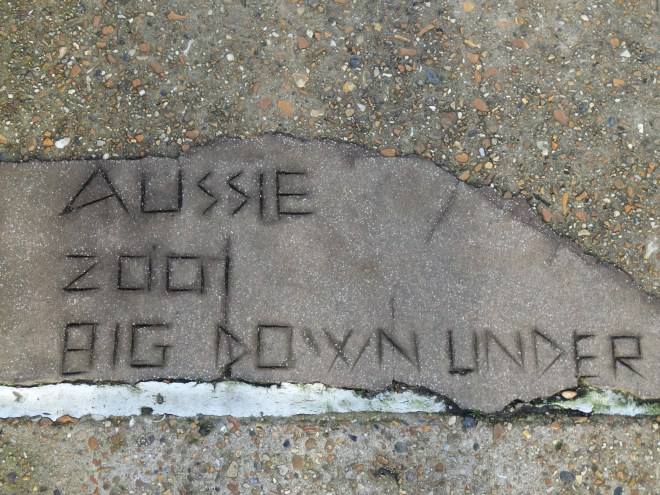 AUSSIE
2001
BIG DOWN UNDER